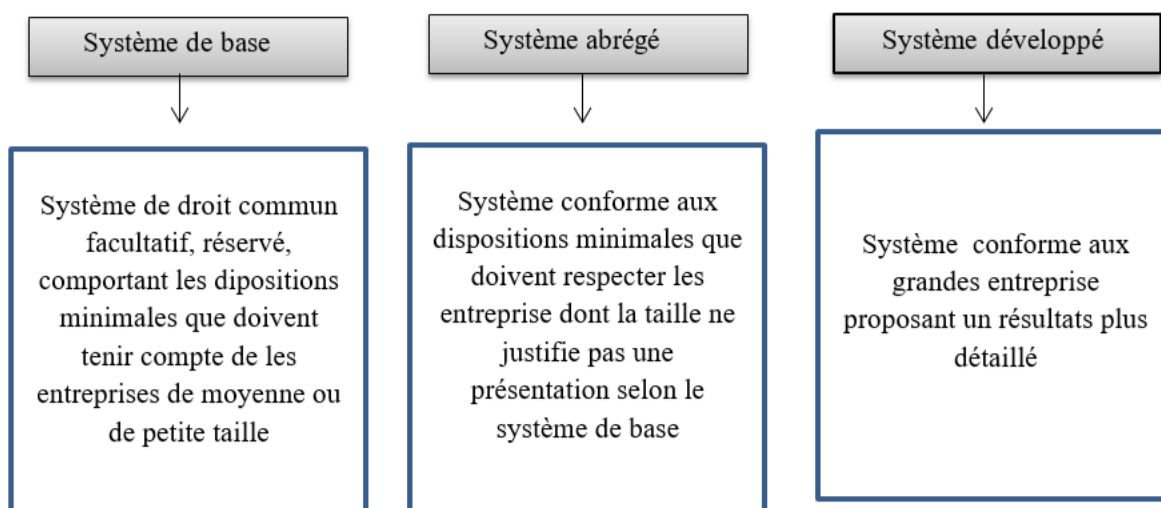 Système de base
Système de droit commun
facultatif, réservé,
comportant les dipositions
minimales que doivent
tenir compte de les
entreprises de moyenne ou
de petite taille
Système abrégé
Système conforme aux
dispositions minimales que
doivent respecter les
entreprise dont la taille ne
justifie pas une
présentation selon le
système de base
Système développé
Système conforme aux
grandes entreprise
proposant un résultats plus
détaillé